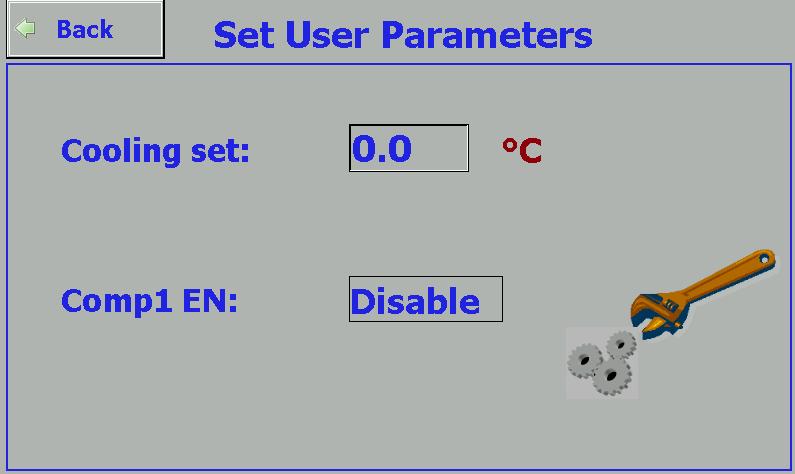 Back
Set User Parameters
Cooling set: 0.0 °C
Comp1 EN: Disable